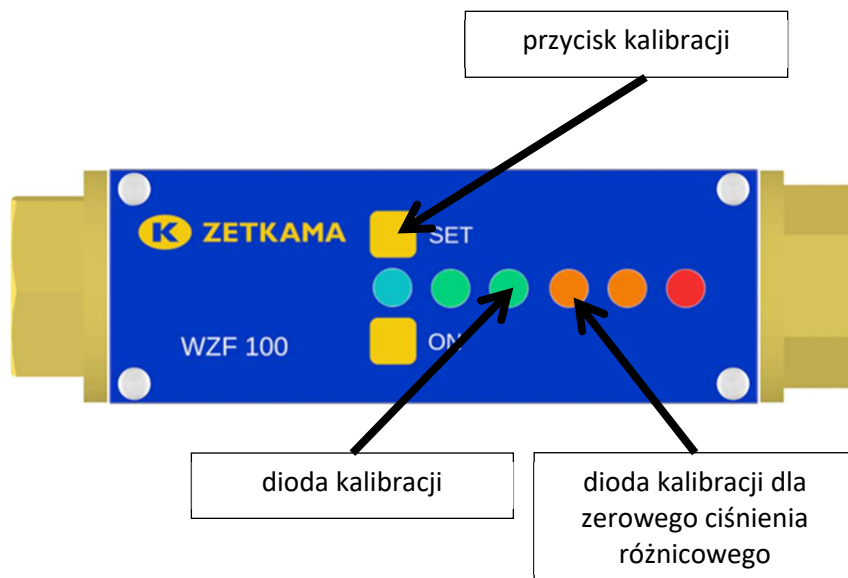 przycisk kalibracji
K ZETKAMA
SET
WZF 100
ON
dioda kalibracji
dioda kalibracji dla
zerowego ciśnienia
różnicowego